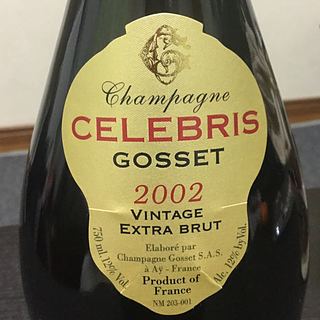 Champagne
CELEBRIS
GOSSET
2002
VINTAGE
EXTRA BRUT
Elaboré par
Champagne Gosset S.A.S.
à Aÿ - France
Product of
France
NM 203-001
750 ml, 12% Vol.
Alc. 12% by Vol.